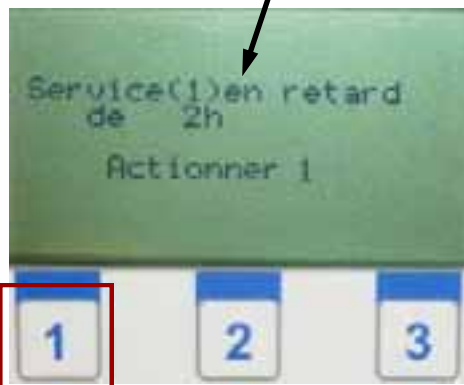 Service(1)en retard
de 2h
Actionner 1
1 2 3